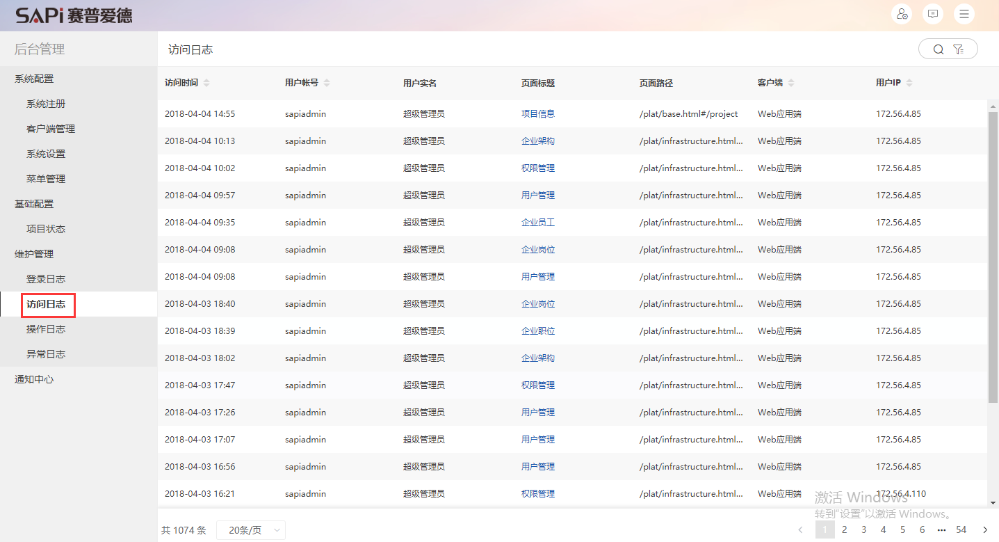 SAPi 赛普爱德
后台管理
系统配置
系统注册
客户端管理
系统设置
菜单管理
基础配置
项目状态
维护管理
登录日志
访问日志
操作日志
异常日志
通知中心
访问日志
访问时间 用户帐号 用户实名 页面标题 页面路径 客户端 用户IP
2018-04-04 14:55 sapiadmin 超级管理员 项目信息 /plat/base.html#/project Web应用端 172.56.4.85
2018-04-04 10:13 sapiadmin 超级管理员 企业架构 /plat/infrastructure.html... Web应用端 172.56.4.85
2018-04-04 10:02 sapiadmin 超级管理员 权限管理 /plat/infrastructure.html... Web应用端 172.56.4.85
2018-04-04 09:57 sapiadmin 超级管理员 用户管理 /plat/infrastructure.html... Web应用端 172.56.4.85
2018-04-04 09:35 sapiadmin 超级管理员 企业员工 /plat/infrastructure.html... Web应用端 172.56.4.85
2018-04-04 09:08 sapiadmin 超级管理员 企业岗位 /plat/infrastructure.html... Web应用端 172.56.4.85
2018-04-04 09:08 sapiadmin 超级管理员 用户管理 /plat/infrastructure.html... Web应用端 172.56.4.85
2018-04-03 18:40 sapiadmin 超级管理员 企业岗位 /plat/infrastructure.html... Web应用端 172.56.4.85
2018-04-03 18:39 sapiadmin 超级管理员 企业职位 /plat/infrastructure.html... Web应用端 172.56.4.85
2018-04-03 18:02 sapiadmin 超级管理员 企业架构 /plat/infrastructure.html... Web应用端 172.56.4.85
2018-04-03 17:47 sapiadmin 超级管理员 权限管理 /plat/infrastructure.html... Web应用端 172.56.4.85
2018-04-03 17:26 sapiadmin 超级管理员 用户管理 /plat/infrastructure.html... Web应用端 172.56.4.85
2018-04-03 17:07 sapiadmin 超级管理员 用户管理 /plat/infrastructure.html... Web应用端 172.56.4.85
2018-04-03 16:56 sapiadmin 超级管理员 用户管理 /plat/infrastructure.html... Web应用端 172.56.4.85
2018-04-03 16:21 sapiadmin 超级管理员 权限管理 /plat/infrastructure.html... Web应用端 172.56.4.110
激活 Windows
转到“设置”以激活 Windows。
共 1074 条 20条/页 1 2 3 4 5 6 ••• 54